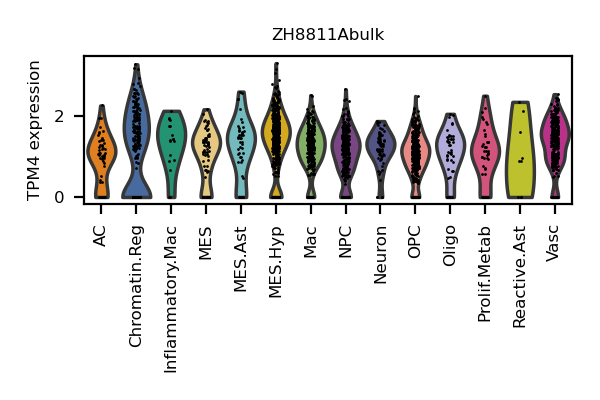 ZH8811Abulk
TPM4 expression
2
0
AC
Chromatin.Reg
Inflammatory.Mac
MES
MES.Ast
MES.Hyp
Mac
NPC
Neuron
OPC
Oligo
Prolif.Metab
Reactive.Ast
Vasc